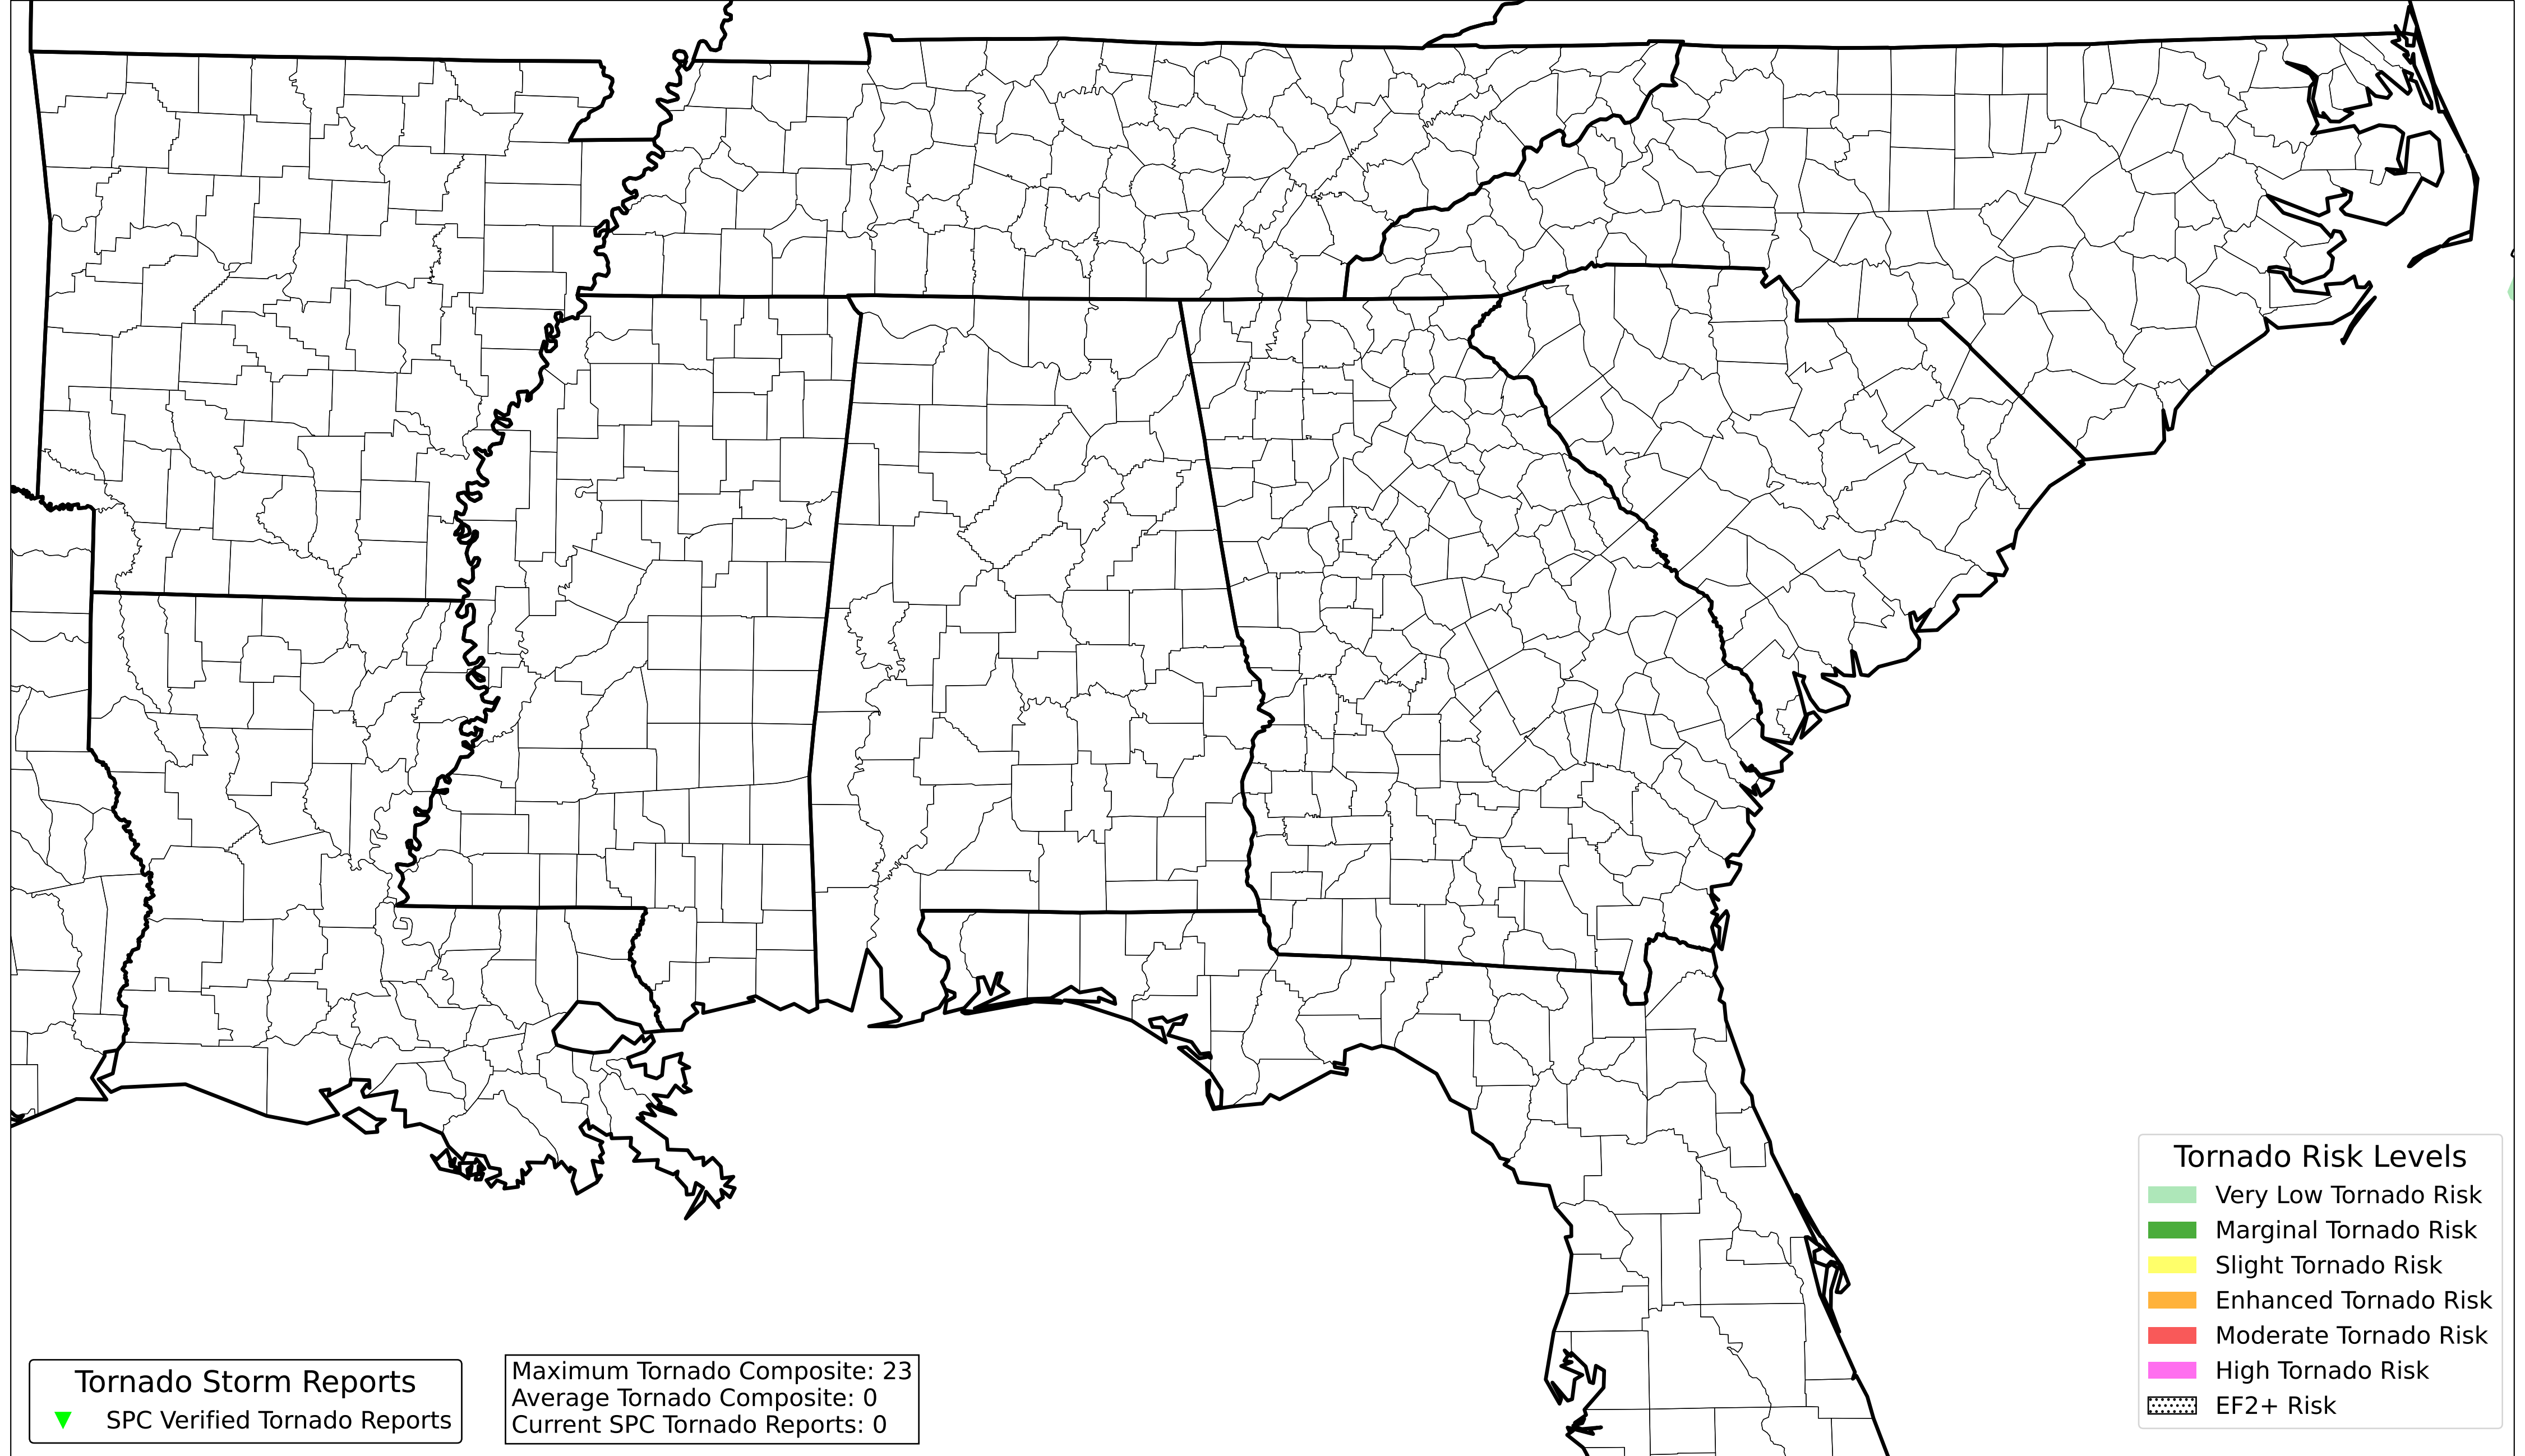 Tornado Risk Levels
Very Low Tornado Risk
Marginal Tornado Risk
Slight Tornado Risk
Enhanced Tornado Risk
Moderate Tornado Risk
High Tornado Risk
EF2+ Risk
Tornado Storm Reports
SPC Verified Tornado Reports
Maximum Tornado Composite: 23
Average Tornado Composite: 0
Current SPC Tornado Reports: 0